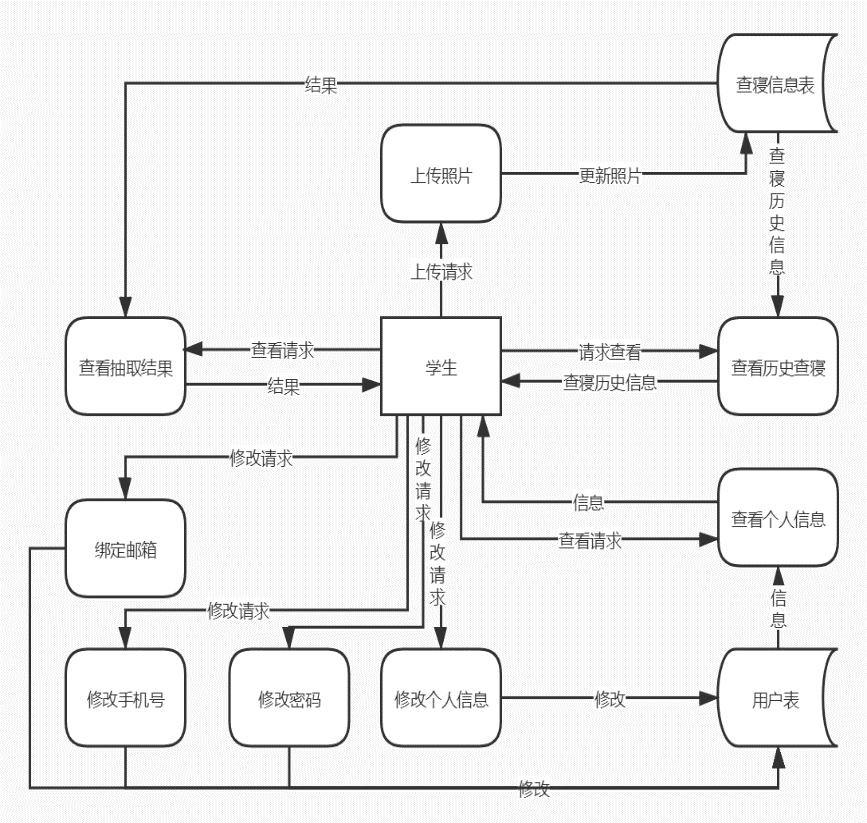 查寝信息表
结果
上传照片
更新照片
查寝历史信息
上传请求
查看抽取结果
查看请求
结果
学生
请求查看
查寝历史信息
查看历史查寝
修改请求
修改请求
修改请求
信息
查看请求
查看个人信息
绑定邮箱
修改请求
信息
修改手机号
修改密码
修改个人信息
修改
用户表
修改